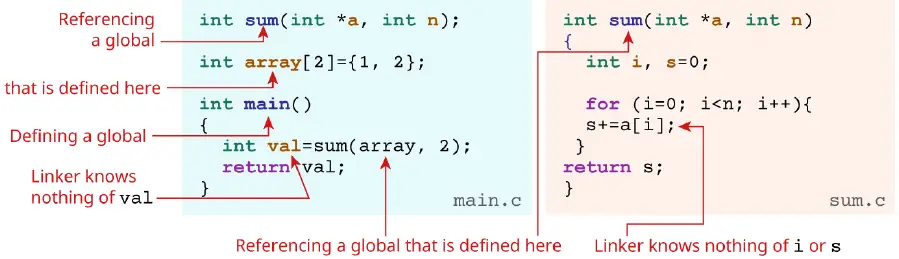 Referencing
a global
that is defined here
Defining a global
Linker knows
nothing of val
int sum(int *a, int n);
int array[2]={1, 2};
int main()
{
int val=sum(array, 2);
return val;
}
main.c
int sum(int *a, int n)
{
int i, s=0;
for (i=0; i<n; i++){
s+=a[i];
}
return s;
}
sum.c
Referencing a global that is defined here
Linker knows nothing of i or s